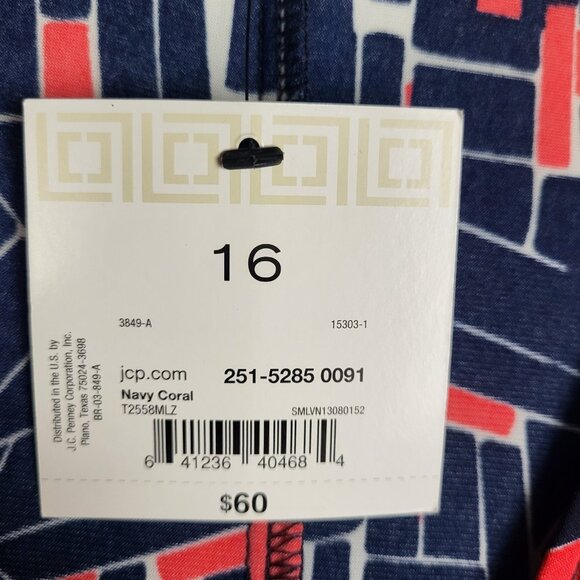 16
3849-A 15303-1
Distributed in the U.S. by
J.C. Penney Corporation, Inc.
Plano, Texas 75024-3698
BR-03-849-A
jcp.com 251-5285 0091
Navy Coral
T2558MLZ SMLVN13080152
6 41236 40468 4
$60